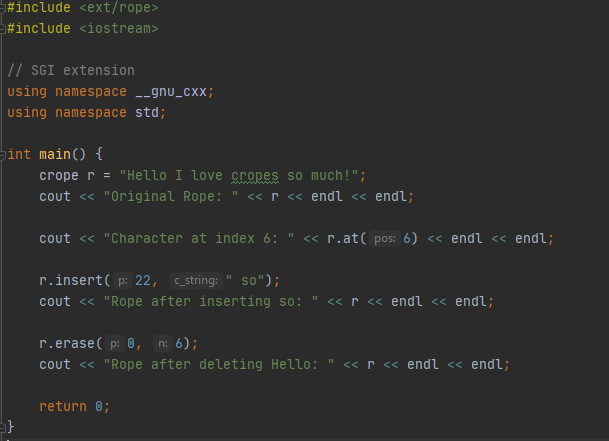 #include <ext/rope>
#include <iostream>

// SGI extension
using namespace __gnu_cxx;
using namespace std;

int main() {
    crope r = "Hello I love cropes so much!";
    cout << "Original Rope: " << r << endl << endl;

    cout << "Character at index 6: " << r.at( pos: 6) << endl << endl;

    r.insert( p: 22, c_string: " so");
    cout << "Rope after inserting so: " << r << endl << endl;

    r.erase( p: 0, n: 6);
    cout << "Rope after deleting Hello: " << r << endl << endl;

    return 0;
}